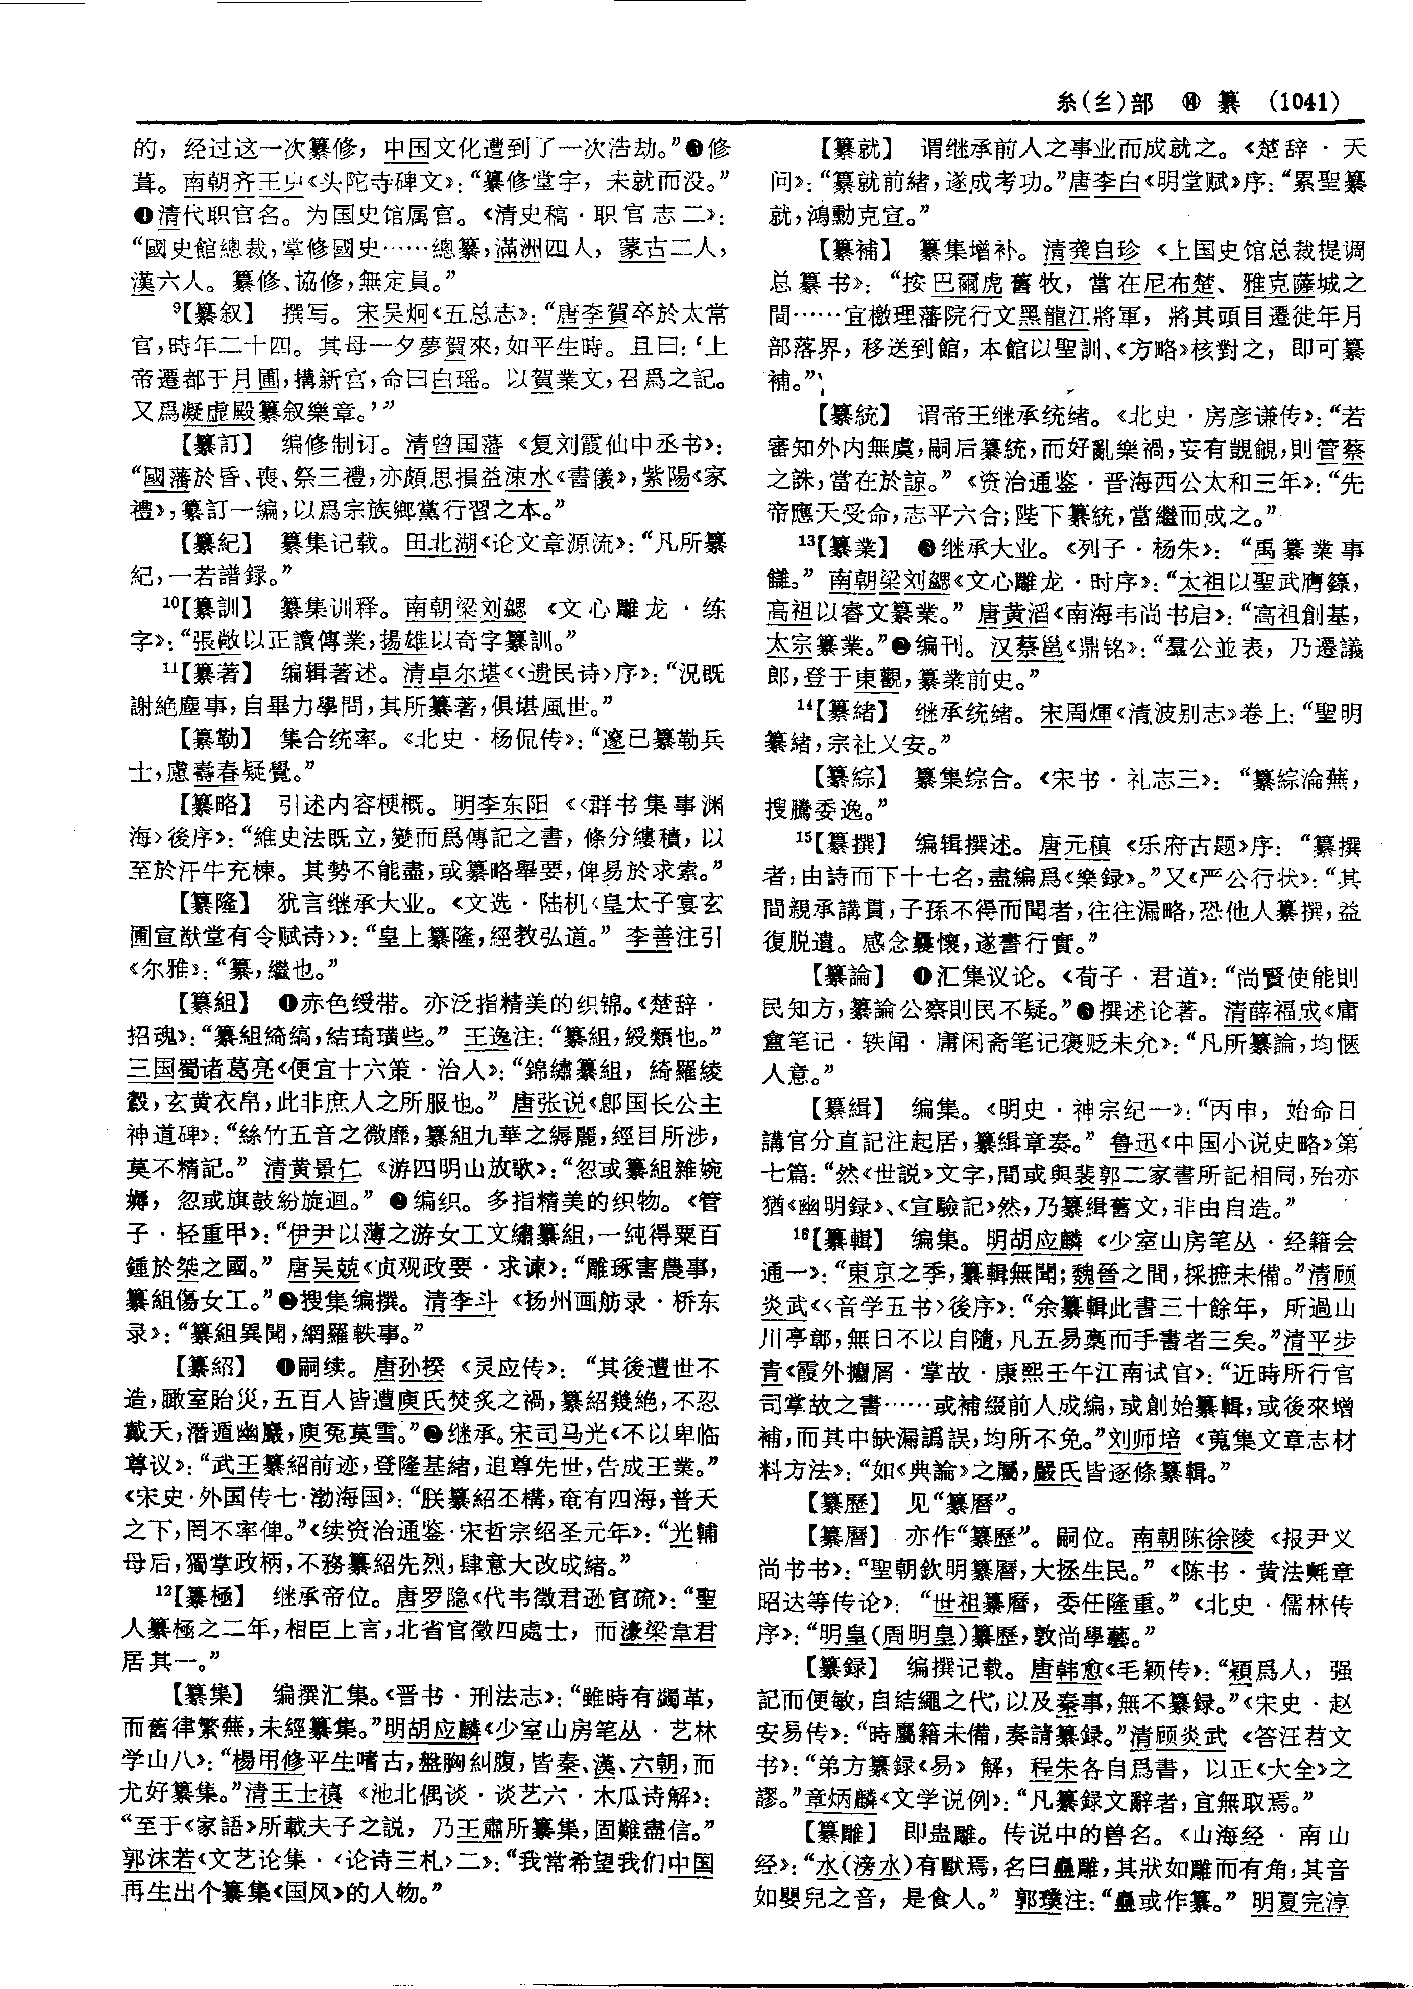 糸(纟)部 ⑭ 纂 (1041)
的，经过这一次纂修，中国文化遭到了一次浩劫。”❸修
葺。南朝齐王屮《头陀寺碑文》：“纂修堂宇，未就而没。”
❹清代职官名。为国史馆属官。《清史稿·职官志二》：
“國史館總裁，掌修國史……總纂，滿洲四人，蒙古二人，
漢六人。纂修、協修，無定員。”
9【纂叙】 撰写。宋吴炯《五总志》：“唐李賀卒於太常
官，時年二十四。其母一夕夢賀來，如平生時。且曰：‘上
帝遷都于月圃，搆新宫，命曰白瑶。以賀業文，召爲之記。
又爲凝虚殿纂叙樂章。’”
【纂訂】 编修制订。清曾国藩《复刘霞仙中丞书》：
“國藩於昏、喪、祭三禮，亦頗思損益涑水《書儀》，紫陽《家
禮》，纂訂一編，以爲宗族鄉黨行習之本。”
【纂紀】 纂集记载。田北湖《论文章源流》：“凡所纂
紀，一若譜録。”
10【纂訓】 纂集训释。南朝梁刘勰《文心雕龙·练
字》：“張敞以正讀傳業，揚雄以奇字纂訓。”
11【纂著】 编辑著述。清卓尔堪《〈遗民诗〉序》：“況既
謝絶塵事，自畢力學問，其所纂著，俱堪風世。”
【纂勒】 集合统率。《北史·杨侃传》：“邃已纂勒兵
士，慮壽春疑覺。”
【纂略】 引述内容梗概。明李东阳《〈群书集事渊
海〉後序》：“維史法既立，變而爲傳記之書，條分縷積，以
至於汗牛充棟。其勢不能盡，或纂略舉要，俾易於求索。”
【纂隆】 犹言继承大业。《文选·陆机〈皇太子宴玄
圃宣猷堂有令赋诗〉》：“皇上纂隆，經教弘道。”李善注引
《尔雅》：“纂，繼也。”
【纂組】 ❶赤色绶带。亦泛指精美的织锦。《楚辞·
招魂》：“纂組綺縞，結琦璜些。”王逸注：“纂組，綬類也。”
三国蜀诸葛亮《便宜十六策·治人》：“錦繡纂組，綺羅綾
縠，玄黄衣帛，此非庶人之所服也。”唐张说《鄎国长公主
神道碑》：“絲竹五音之微靡，纂組九華之縟麗，經目所涉，
莫不精記。”清黄景仁《游四明山放歌》：“忽或纂組雜婉
嫮，忽或旗鼓紛旋迴。”❷编织。多指精美的织物。《管
子·轻重甲》：“伊尹以薄之游女工文繡纂組，一純得粟百
鍾於桀之國。”唐吴兢《贞观政要·求谏》：“雕琢害農事，
纂組傷女工。”❸搜集编撰。清李斗《扬州画舫录·桥东
录》：“纂組異聞，網羅軼事。”
【纂紹】 ❶嗣续。唐孙揆《灵应传》：“其後遭世不
造，瞰室貽災，五百人皆遭庾氏焚炙之禍，纂紹幾絶，不忍
戴天，潛遁幽巖，庾冤莫雪。”❷继承。宋司马光《不以卑临
尊议》：“武王纂紹前迹，登隆基緒，追尊先世，告成王業。”
《宋史·外国传七·渤海国》：“朕纂紹丕構，奄有四海，普天
之下，罔不率俾。”《续资治通鉴·宋哲宗绍圣元年》：“光輔
母后，獨掌政柄，不務纂紹先烈，肆意大改成緒。”
12【纂極】 继承帝位。唐罗隐《代韦徵君逊官疏》：“聖
人纂極之二年，相臣上言，北省官徵四處士，而濠梁韋君
居其一。”
【纂集】 编撰汇集。《晋书·刑法志》：“雖時有蠲革，
而舊律繁蕪，未經纂集。”明胡应麟《少室山房笔丛·艺林
学山八》：“楊用修平生嗜古，盤胸糾腹，皆秦、漢、六朝，而
尤好纂集。”清王士禛《池北偶谈·谈艺六·木瓜诗解》：
“至于《家語》所載夫子之說，乃王肅所纂集，固難盡信。”
郭沫若《文艺论集·〈论诗三札〉二》：“我常希望我们中国
再生出个纂集《国风》的人物。”
【纂就】 谓继承前人之事业而成就之。《楚辞·天
问》：“纂就前緒，遂成考功。”唐李白《明堂赋》序：“累聖纂
就，鴻勳克宣。”
【纂補】 纂集增补。清龚自珍《上国史馆总裁提调
总纂书》：“按巴爾虎舊牧，當在尼布楚、雅克薩城之
間……宜檄理藩院行文黑龍江將軍，將其頭目遷徙年月
部落界，移送到館，本館以聖訓、《方略》核對之，即可纂
補。”
【纂統】 谓帝王继承统绪。《北史·房彦谦传》：“若
審知外内無虞，嗣后纂統，而好亂樂禍，妄有覬覦，則管蔡
之誅，當在於諒。”《资治通鉴·晋海西公太和三年》：“先
帝應天受命，志平六合；陛下纂統，當繼而成之。”
13【纂業】 ❶继承大业。《列子·杨朱》：“禹纂業事
讎。”南朝梁刘勰《文心雕龙·时序》：“太祖以聖武膺籙，
高祖以睿文纂業。”唐黄滔《南海韦尚书启》：“高祖創基，
太宗纂業。”❷编刊。汉蔡邕《鼎铭》：“羣公並表，乃遷議
郎，登于東觀，纂業前史。”
14【纂緒】 继承统绪。宋周煇《清波别志》卷上：“聖明
纂緒，宗社乂安。”
【纂綜】 纂集综合。《宋书·礼志三》：“纂綜淪蕪，
搜騰委逸。”
15【纂撰】 编辑撰述。唐元稹《乐府古题》序：“纂撰
者，由詩而下十七名，盡編爲《樂録》。”又《严公行状》：“其
間親承講貫，子孫不得而聞者，往往漏略，恐他人纂撰，益
復脱遺。感念曩懷，遂書行實。”
【纂論】 ❶汇集议论。《荀子·君道》：“尚賢使能則
民知方，纂論公察則民不疑。”❷撰述论著。清薛福成《庸
盦笔记·轶闻·庸闲斋笔记褒贬未允》：“凡所纂論，均愜
人意。”
【纂緝】 编集。《明史·神宗纪一》：“丙申，始命日
講官分直記注起居，纂緝章奏。”鲁迅《中国小说史略》第
七篇：“然《世説》文字，間或與裴郭二家書所記相同，殆亦
猶《幽明録》、《宣驗記》然，乃纂緝舊文，非由自造。”
16【纂輯】 编集。明胡应麟《少室山房笔丛·经籍会
通一》：“東京之季，纂輯無聞；魏晉之間，採摭未備。”清顾
炎武《〈音学五书〉後序》：“余纂輯此書三十餘年，所過山
川亭鄣，無日不以自隨，凡五易稾而手書者三矣。”清平步
青《霞外攟屑·掌故·康熙壬午江南试官》：“近時所行官
司掌故之書……或補綴前人成編，或創始纂輯，或後來增
補，而其中缺漏譌誤，均所不免。”刘师培《蒐集文章志材
料方法》：“如《典論》之屬，嚴氏皆逐條纂輯。”
【纂歷】 见“纂曆”。
【纂曆】 亦作“纂歷”。嗣位。南朝陈徐陵《报尹义
尚书书》：“聖朝欽明纂曆，大拯生民。”《陈书·黄法𣰰章
昭达等传论》：“世祖纂曆，委任隆重。”《北史·儒林传
序》：“明皇(周明皇)纂歷，敦尚學藝。”
【纂録】 编撰记载。唐韩愈《毛颖传》：“穎爲人，强
記而便敏，自結繩之代，以及秦事，無不纂録。”《宋史·赵
安易传》：“時屬籍未備，奏請纂録。”清顾炎武《答汪苕文
书》：“弟方纂録《易》解，程朱各自爲書，以正《大全》之
謬。”章炳麟《文学说例》：“凡纂録文辭者，宜無取焉。”
【纂雕】 即蛊雕。传说中的兽名。《山海经·南山
经》：“水(滂水)有獸焉，名曰蠱雕，其狀如雕而有角，其音
如嬰兒之音，是食人。”郭璞注：“蠱或作纂。”明夏完淳